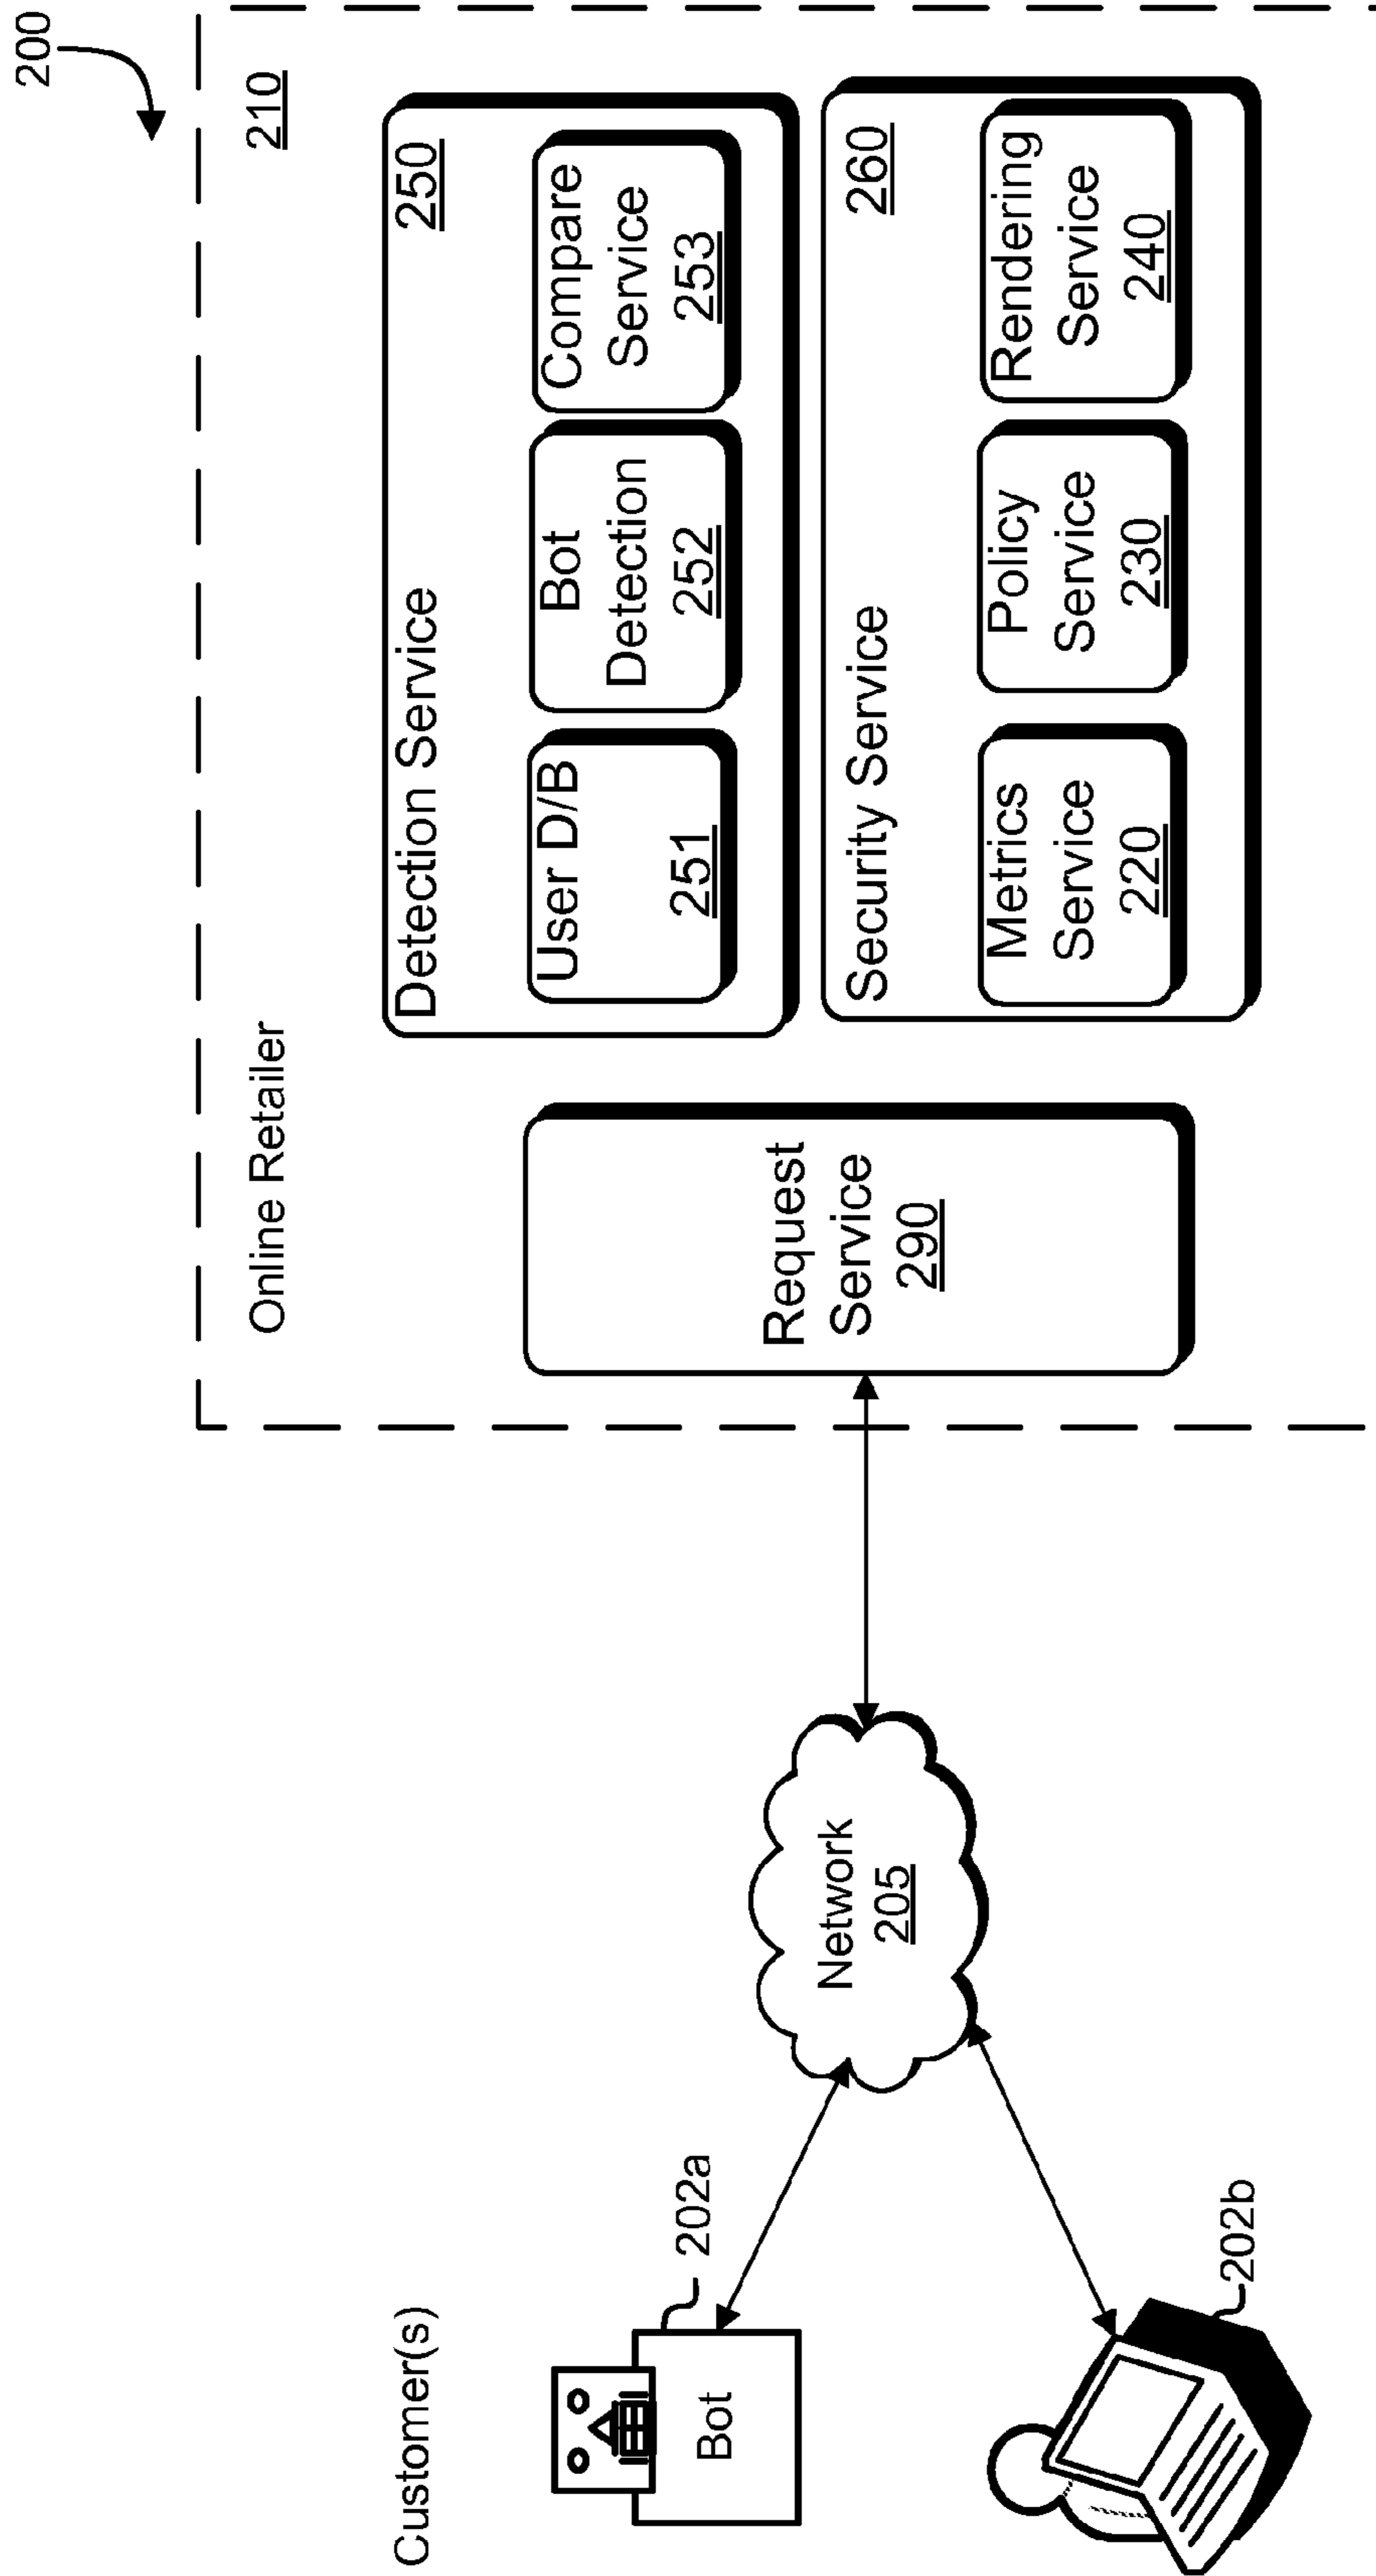 200
Customer(s)
Online Retailer
210
Bot
202a
202b
Network
205
Request
Service
290
Detection Service
250
User D/B
251
Bot
Detection
252
Compare
Service
253
Security Service
260
Metrics
Service
220
Policy
Service
230
Rendering
Service
240